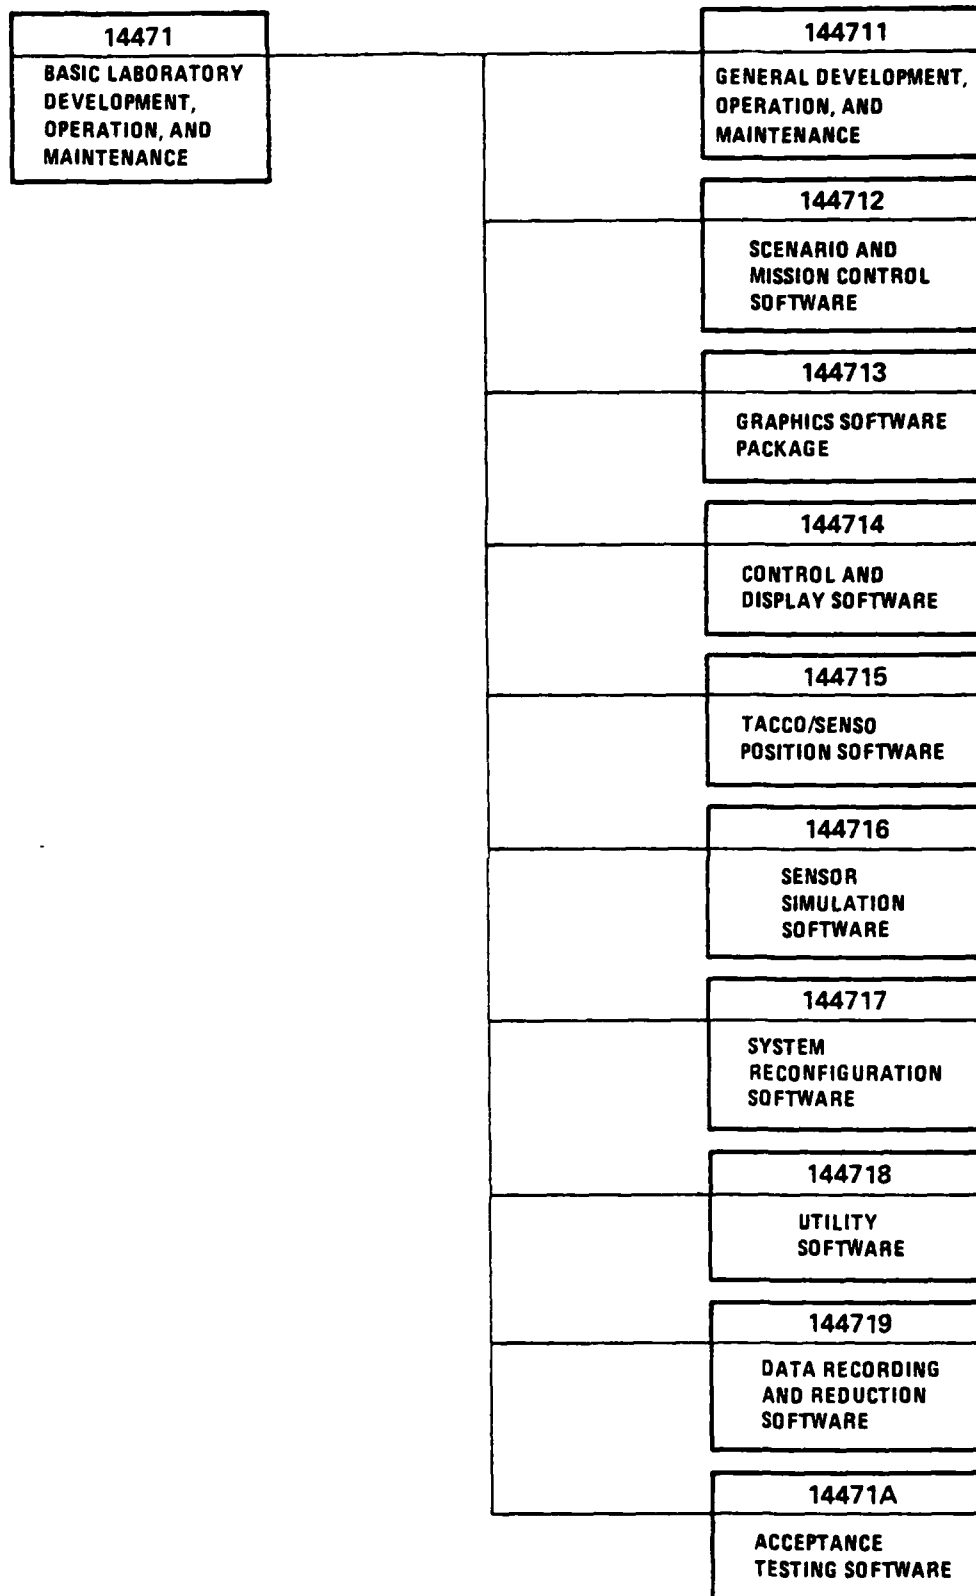 14471
BASIC LABORATORY
DEVELOPMENT,
OPERATION, AND
MAINTENANCE
144711
GENERAL DEVELOPMENT,
OPERATION, AND
MAINTENANCE
144712
SCENARIO AND
MISSION CONTROL
SOFTWARE
144713
GRAPHICS SOFTWARE
PACKAGE
144714
CONTROL AND
DISPLAY SOFTWARE
144715
TACCO/SENSO
POSITION SOFTWARE
144716
SENSOR
SIMULATION
SOFTWARE
144717
SYSTEM
RECONFIGURATION
SOFTWARE
144718
UTILITY
SOFTWARE
144719
DATA RECORDING
AND REDUCTION
SOFTWARE
14471A
ACCEPTANCE
TESTING SOFTWARE